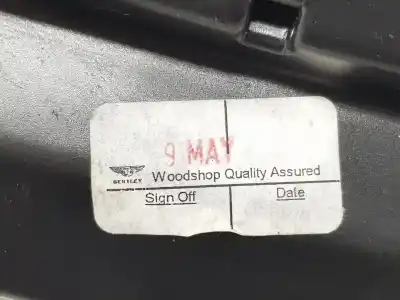 9 MAY
BENTLEY
Woodshop Quality Assured
Sign Off Date